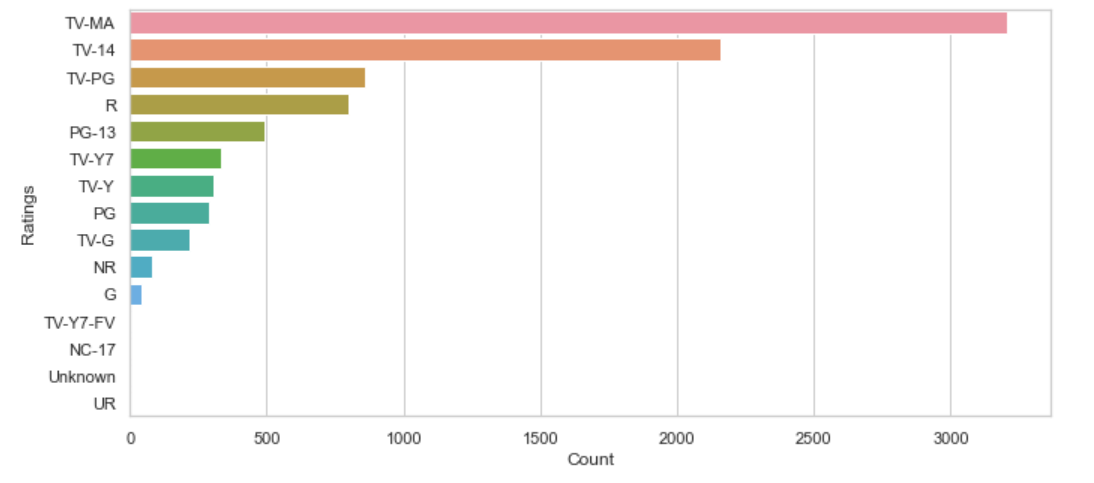 TV-MA
TV-14
TV-PG
R
PG-13
TV-Y7
TV-Y
PG
TV-G
NR
G
TV-Y7-FV
NC-17
Unknown
UR
Ratings
0 500 1000 1500 2000 2500 3000
Count